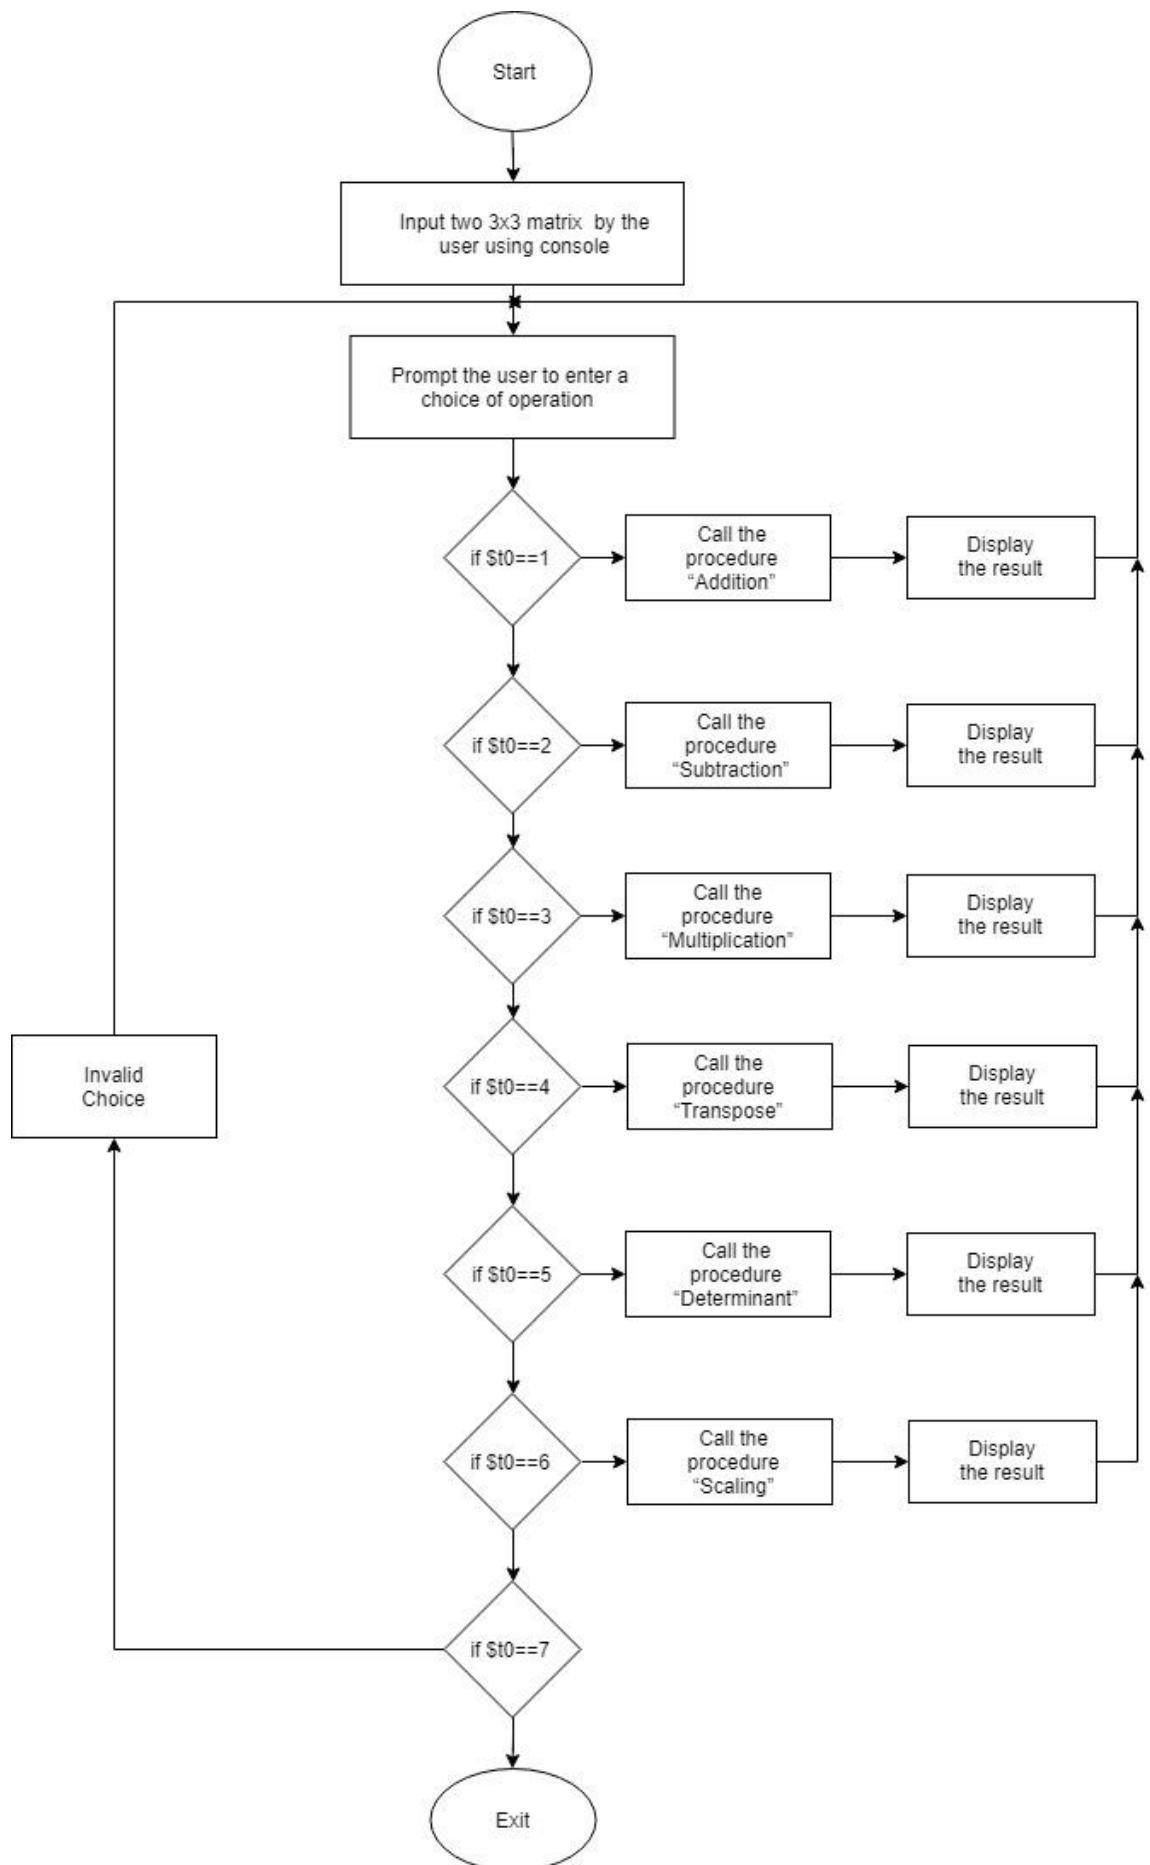 Start
Input two 3x3 matrix by the
user using console
Prompt the user to enter a
choice of operation
if $t0==1
Call the
procedure
“Addition”
Display
the result
if $t0==2
Call the
procedure
“Subtraction”
Display
the result
if $t0==3
Call the
procedure
“Multiplication”
Display
the result
if $t0==4
Call the
procedure
“Transpose”
Display
the result
Invalid
Choice
if $t0==5
Call the
procedure
“Determinant”
Display
the result
if $t0==6
Call the
procedure
“Scaling”
Display
the result
if $t0==7
Exit